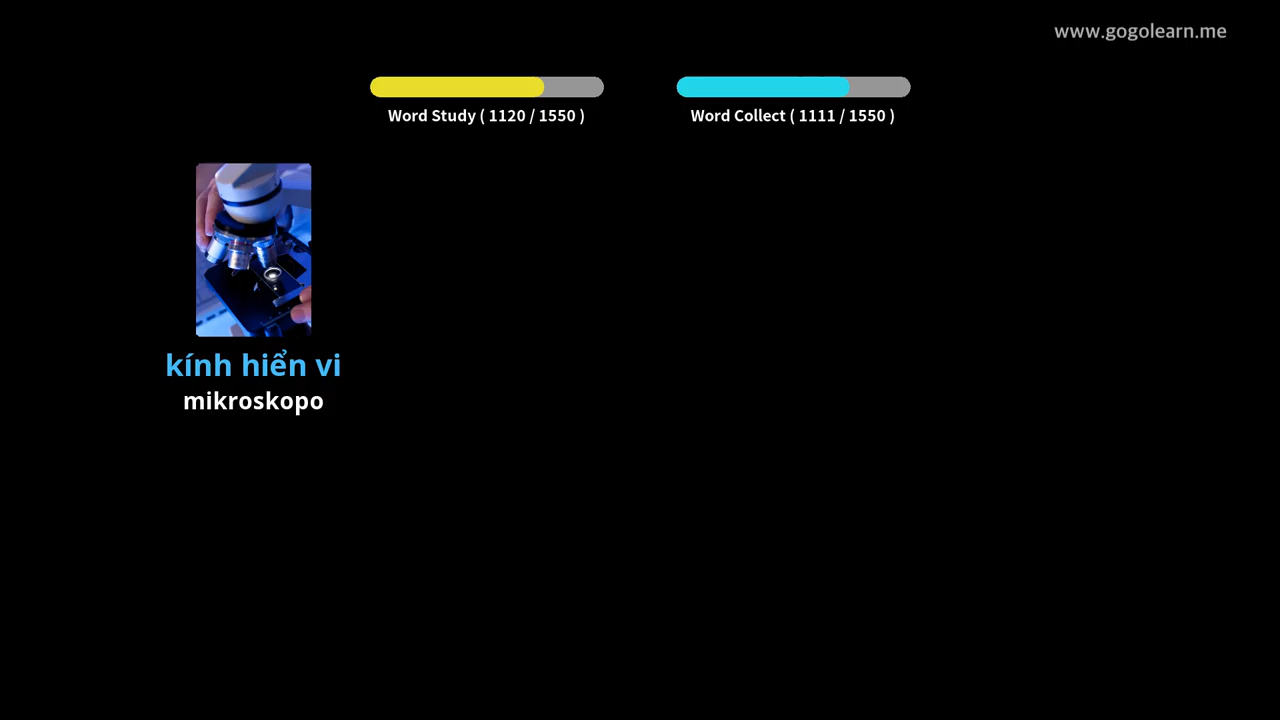 www.gogolearn.me
Word Study ( 1120 / 1550 )
Word Collect ( 1111 / 1550 )
kính hiển vi
mikroskopo